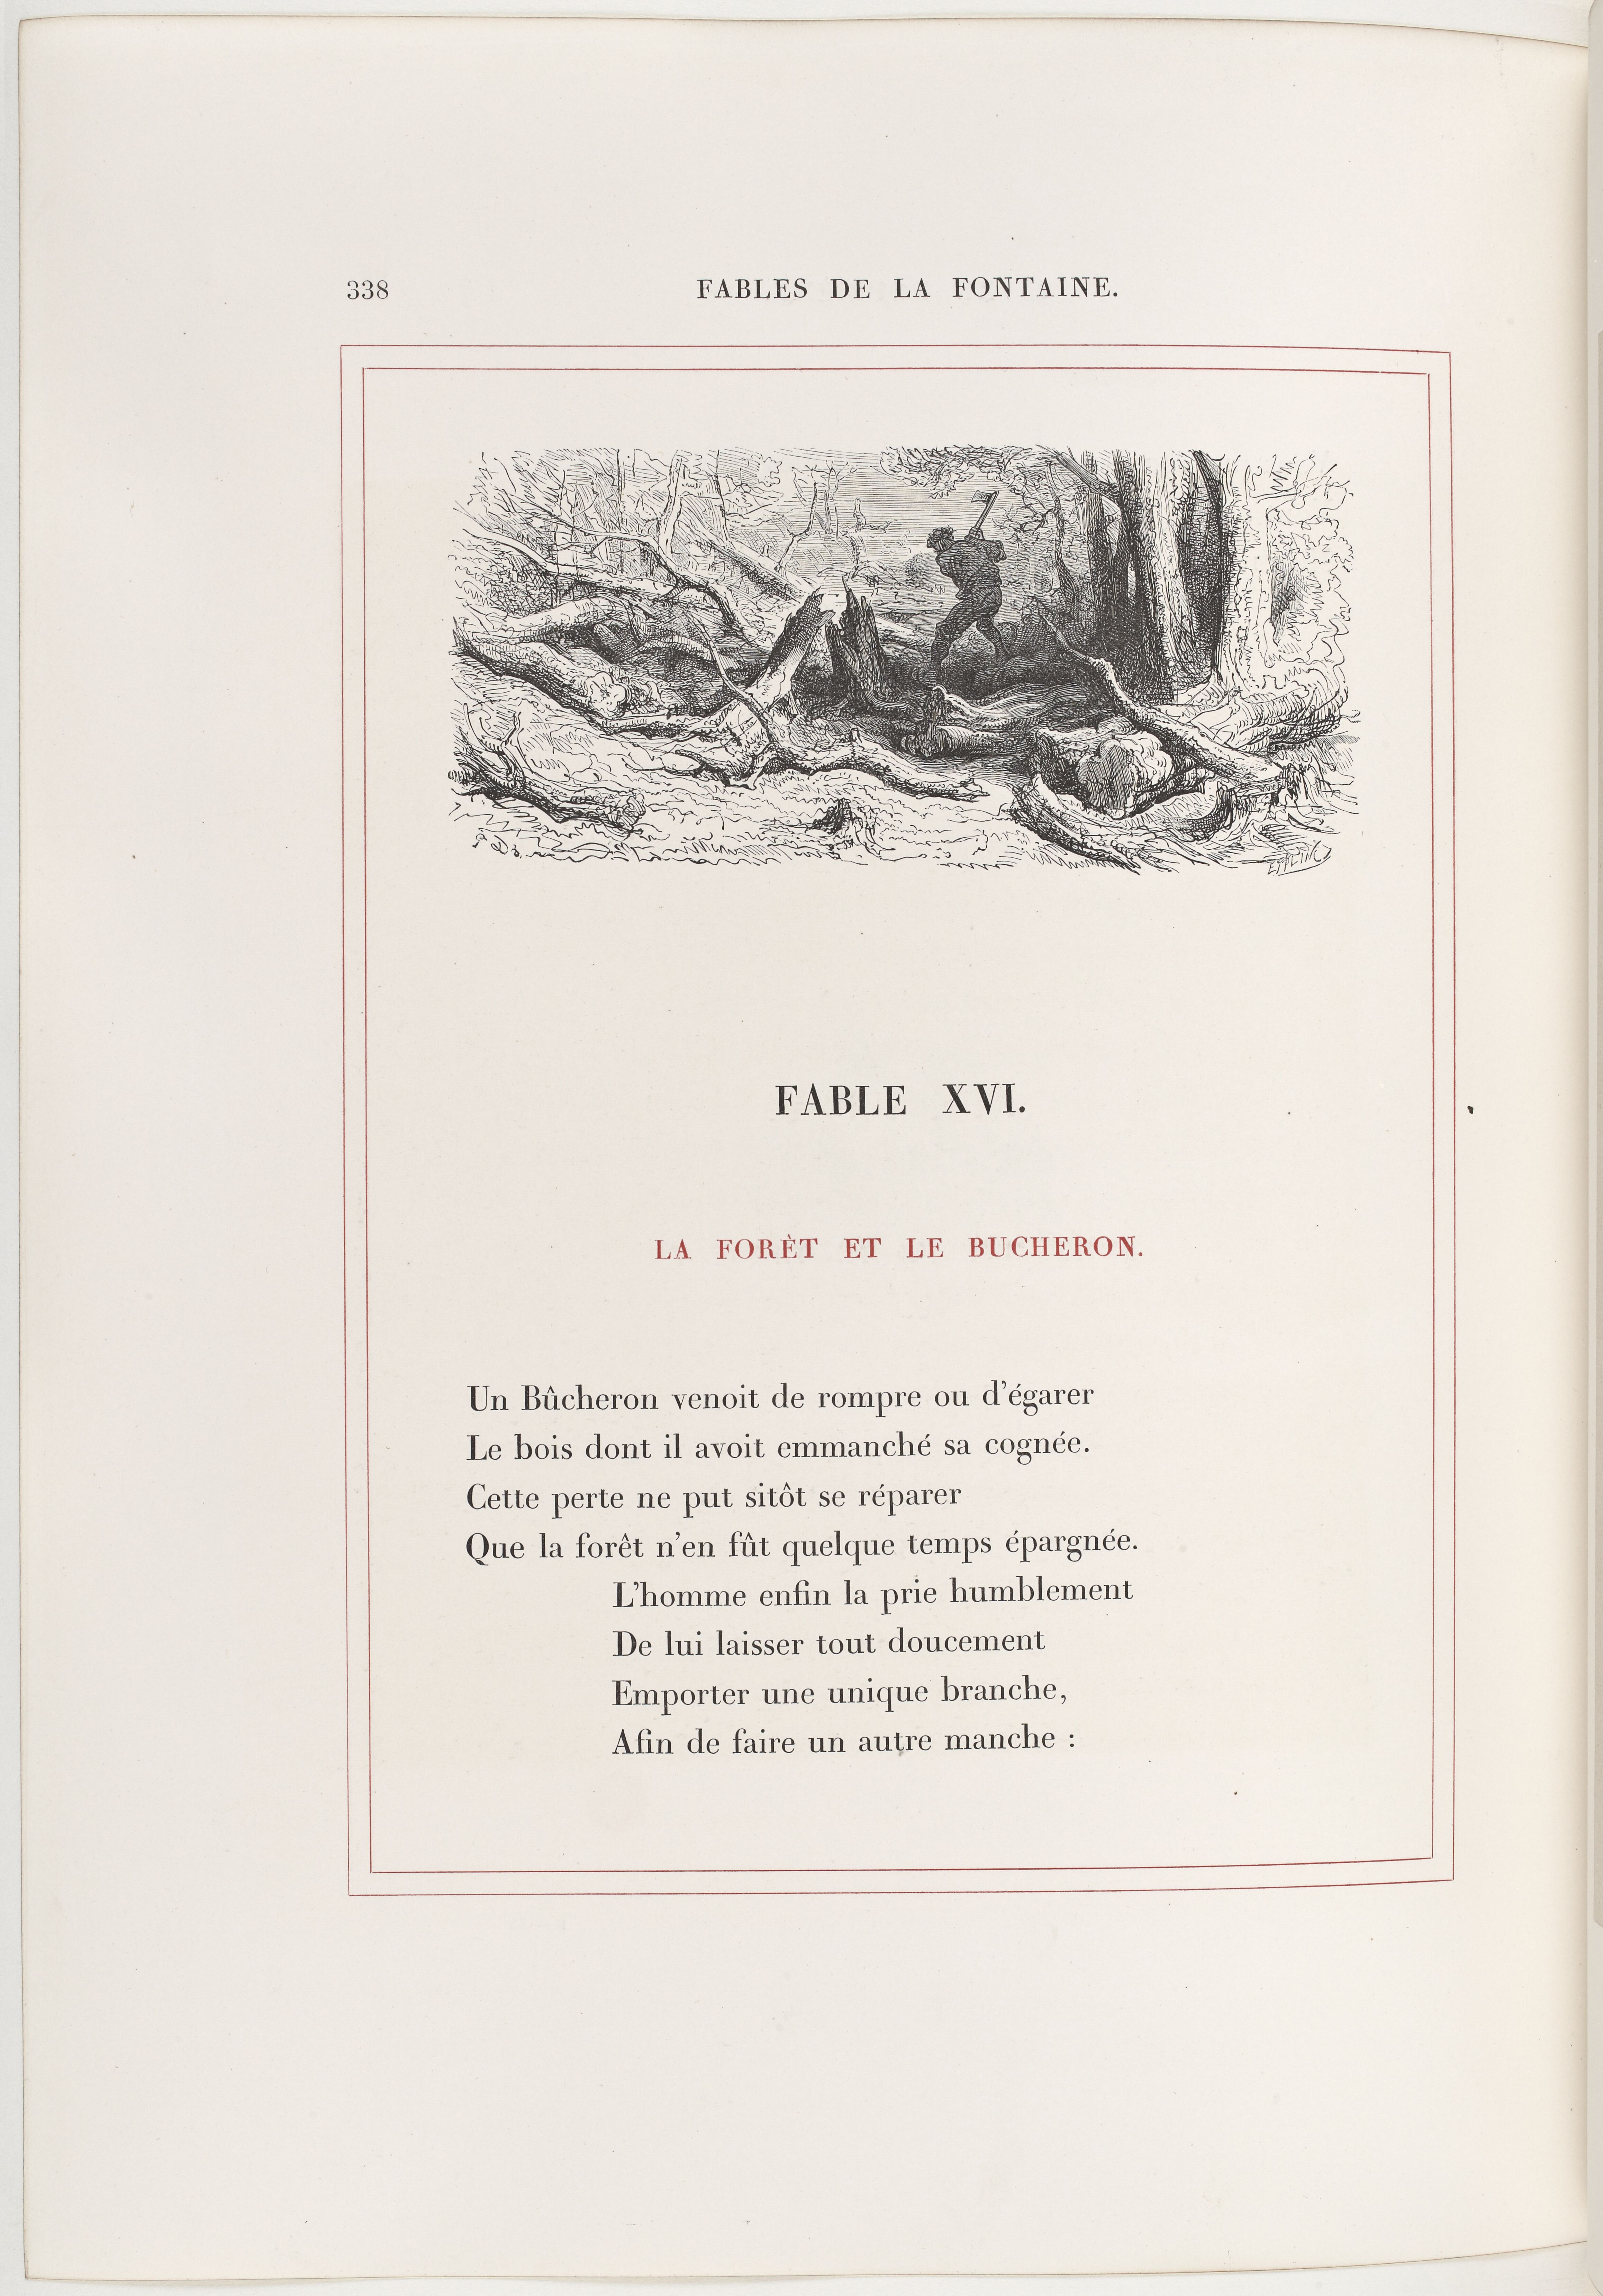 338
FABLES DE LA FONTAINE.
FABLE XVI.
LA FORÊT ET LE BUCHERON.
Un Bûcheron venoit de rompre ou d'égarer
Le bois dont il avoit emmanché sa cognée.
Cette perte ne put sitôt se réparer
Que la forêt n'en fût quelque temps épargnée.
L'homme enfin la prie humblement
De lui laisser tout doucement
Emporter une unique branche,
Afin de faire un autre manche :